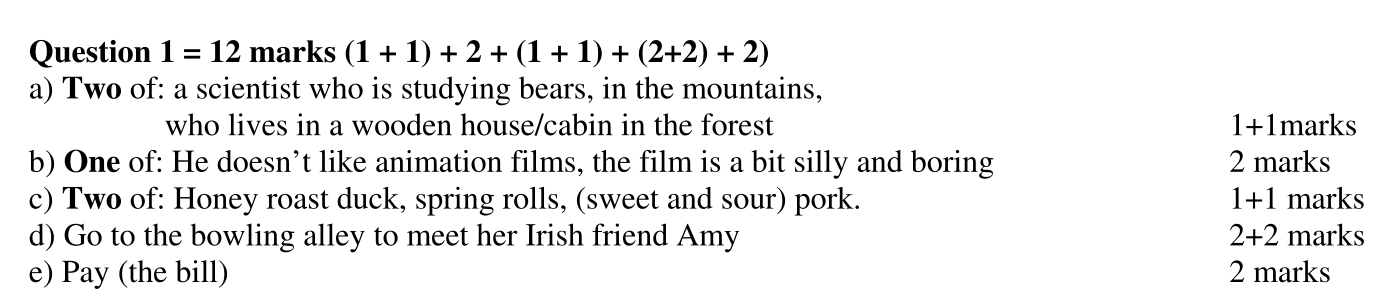 Question 1 = 12 marks (1 + 1) + 2 + (1 + 1) + (2+2) + 2)
a) Two of: a scientist who is studying bears, in the mountains,
who lives in a wooden house/cabin in the forest 1+1marks
b) One of: He doesn’t like animation films, the film is a bit silly and boring 2 marks
c) Two of: Honey roast duck, spring rolls, (sweet and sour) pork. 1+1 marks
d) Go to the bowling alley to meet her Irish friend Amy 2+2 marks
e) Pay (the bill) 2 marks